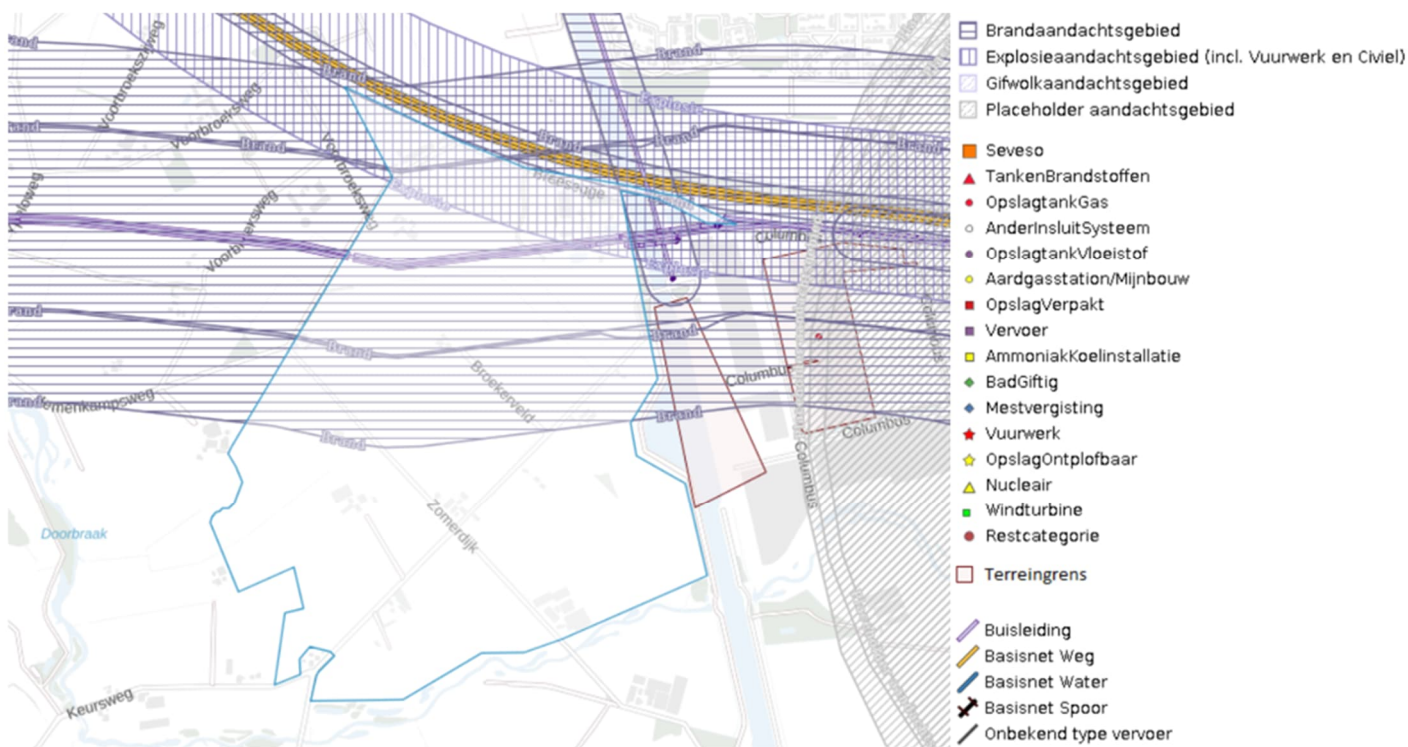 Brandaandachtsgebied
Explosieaandachtsgebied (incl. Vuurwerk en Civiel)
Gifwolkaandachtsgebied
Placeholder aandachtsgebied
Seveso
TankenBrandstoffen
OpslagtankGas
AnderInsluitSysteem
OpslagtankVloeistof
Aardgasstation/Mijnbouw
OpslagVerpakt
Vervoer
AmmoniakKoelinstallatie
BadGiftig
Mestvergisting
Vuurwerk
OpslagOntplofbaar
Nucleair
Windturbine
Restcategorie
Terreingrens
Buisleiding
Basisnet Weg
Basisnet Water
Basisnet Spoor
Onbekend type vervoer
Voorbroeksweg
Voorbroeksweg
Voorbroeksweg
Brand
Brand
Explosie
Brand
Brand
Brand
Brand
Explosie
Columbus
Brand
Brand
Columbus
Columbus
Columbus
Columbus
Broekerveld
Brand
Brand
Zomerdijk
Doorbraak
Keursweg